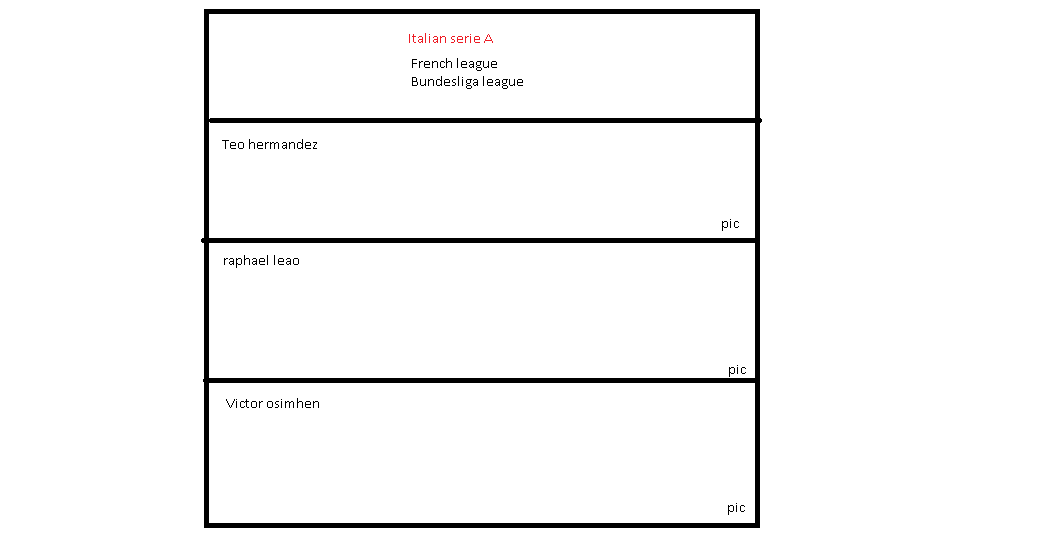 Italian serie A
French league
Bundesliga league
Teo hermandez
pic
raphael leao
pic
Victor osimhen
pic